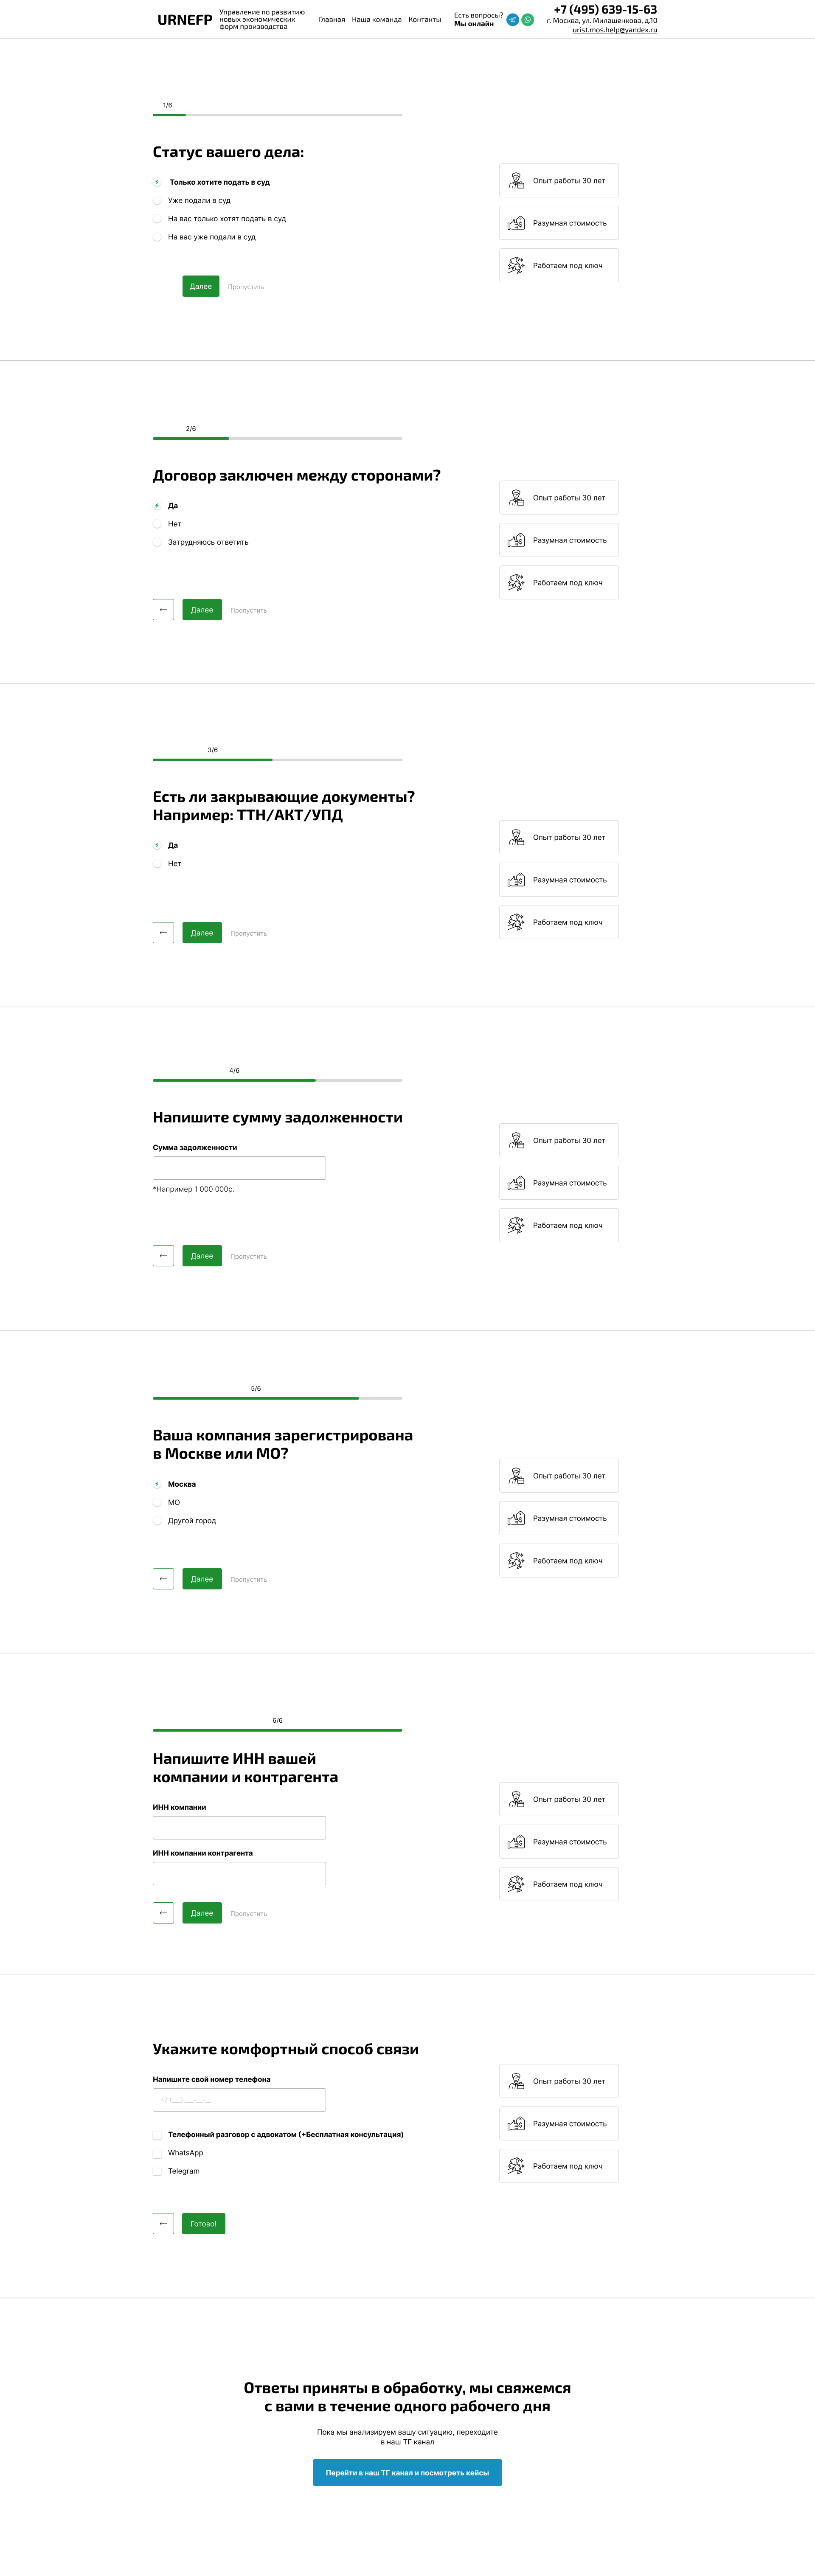 URNEFP
Управление по развитию
новых экономических
форм производства
Главная Наша команда Контакты
Есть вопросы?
Мы онлайн
+7 (495) 639-15-63
г. Москва, ул. Милашенкова, д.10
urist.mos.help@yandex.ru
1/6
Статус вашего дела:
Только хотите подать в суд
Уже подали в суд
На вас только хотят подать в суд
На вас уже подали в суд
Далее Пропустить
Опыт работы 30 лет
Разумная стоимость
Работаем под ключ
2/6
Договор заключен между сторонами?
Да
Нет
Затрудняюсь ответить
← Далее Пропустить
Опыт работы 30 лет
Разумная стоимость
Работаем под ключ
3/6
Есть ли закрывающие документы?
Например: ТТН/АКТ/УПД
Да
Нет
← Далее Пропустить
Опыт работы 30 лет
Разумная стоимость
Работаем под ключ
4/6
Напишите сумму задолженности
Сумма задолженности
*Например 1 000 000р.
← Далее Пропустить
Опыт работы 30 лет
Разумная стоимость
Работаем под ключ
5/6
Ваша компания зарегистрирована
в Москве или МО?
Москва
МО
Другой город
← Далее Пропустить
Опыт работы 30 лет
Разумная стоимость
Работаем под ключ
6/6
Напишите ИНН вашей
компании и контрагента
ИНН компании
ИНН компании контрагента
← Далее Пропустить
Опыт работы 30 лет
Разумная стоимость
Работаем под ключ
Укажите комфортный способ связи
Напишите свой номер телефона
+7 (__) ___-__-__
Телефонный разговор с адвокатом (+Бесплатная консультация)
WhatsApp
Telegram
← Готово!
Опыт работы 30 лет
Разумная стоимость
Работаем под ключ
Ответы приняты в обработку, мы свяжемся
с вами в течение одного рабочего дня
Пока мы анализируем вашу ситуацию, переходите
в наш ТГ канал
Перейти в наш ТГ канал и посмотреть кейсы